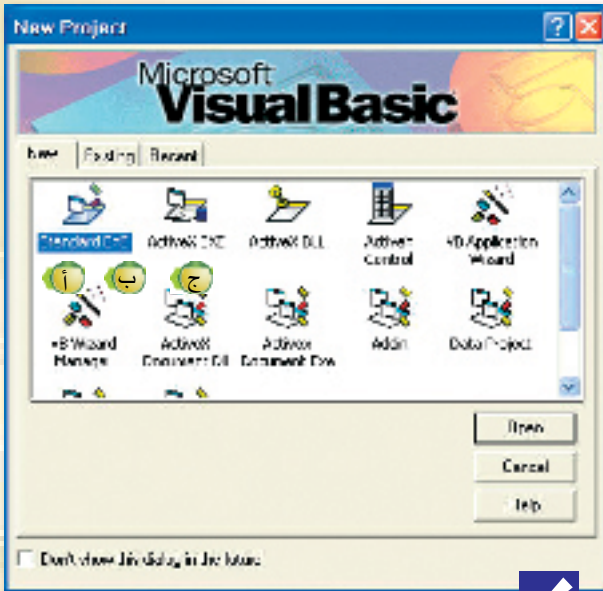 New Project
Microsoft
Visual Basic
New Existing Recent
Standard EXE ActiveX EXE ActiveX DLL ActiveX Control VB Application Wizard
أ ب ج
VB Wizard Manager ActiveX Document Dll Activex Document Exe Addin Data Project
Open
Cancel
Help
Don't show this dialog in the future